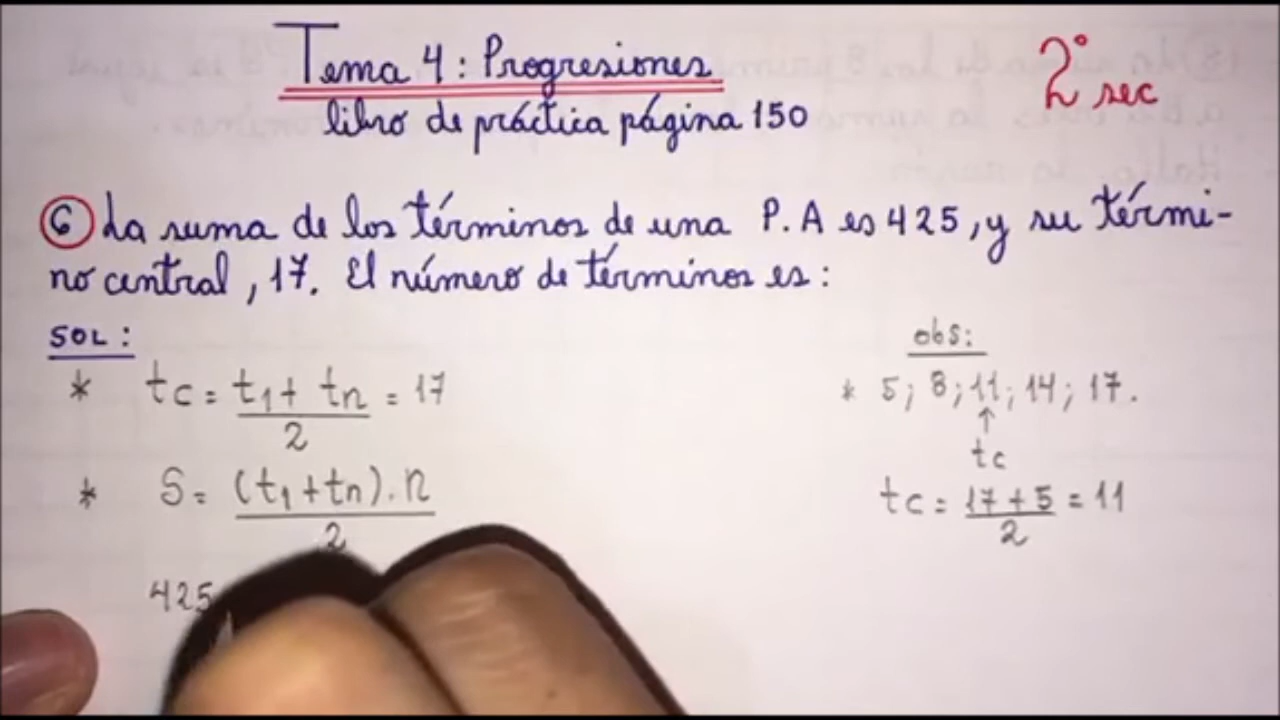 Tema 4: Progresiones
2° sec
libro de práctica página 150
6 La suma de los términos de una P.A es 425, y su térmi-
no central, 17. El número de términos es:
SOL:
* tc = t1 + tn / 2 = 17
* S = (t1 + tn).n / 2
425
obs:
* 5; 8; 11; 14; 17.
↑
tc
tc = 17 + 5 / 2 = 11